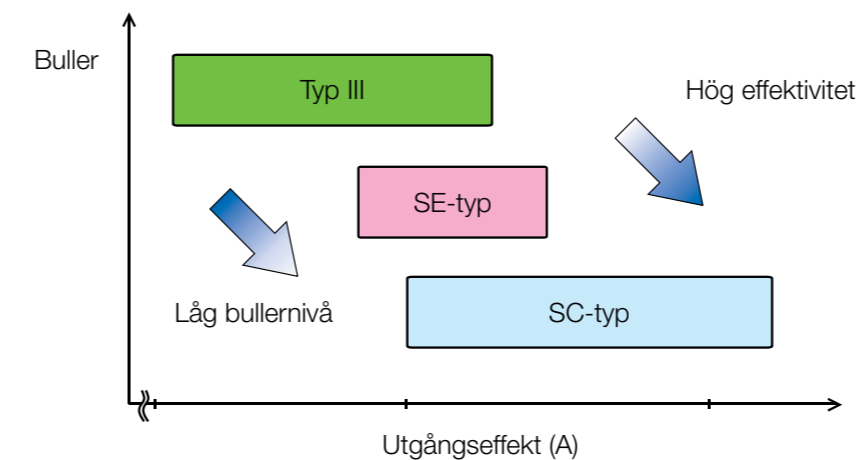 Buller
Typ III
Hög effektivitet
SE-typ
Låg bullernivå
SC-typ
Utgångseffekt (A)